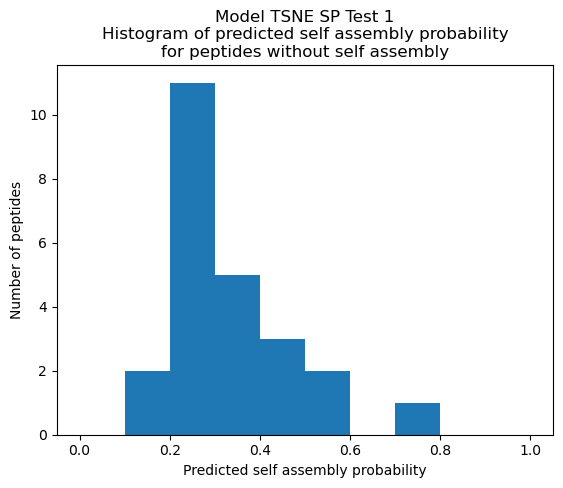 Model TSNE SP Test 1
Histogram of predicted self assembly probability
for peptides without self assembly
Number of peptides
10
8
6
4
2
0
0.0 0.2 0.4 0.6 0.8 1.0
Predicted self assembly probability